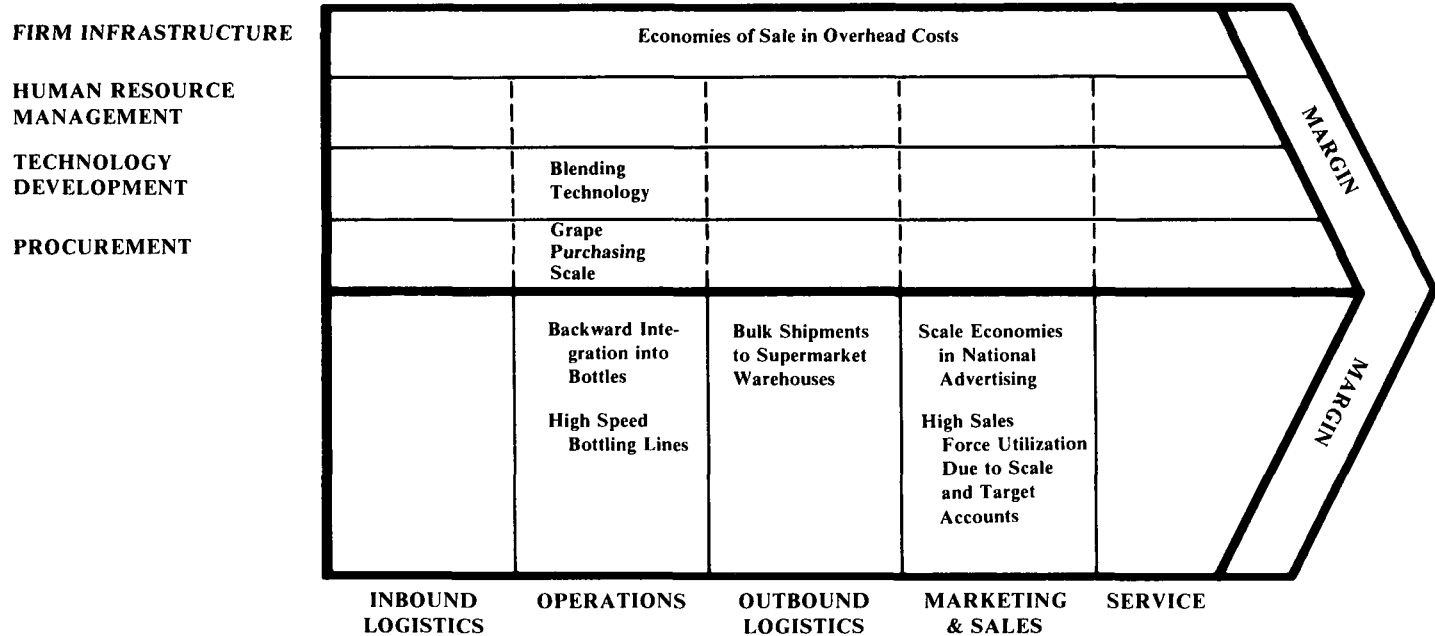 FIRM INFRASTRUCTURE
Economies of Sale in Overhead Costs
HUMAN RESOURCE
MANAGEMENT
TECHNOLOGY
DEVELOPMENT
Blending
Technology
PROCUREMENT
Grape
Purchasing
Scale
MARGIN
Backward Inte-
gration into
Bottles
High Speed
Bottling Lines
Bulk Shipments
to Supermarket
Warehouses
Scale Economies
in National
Advertising
High Sales
Force Utilization
Due to Scale
and Target
Accounts
MARGIN
INBOUND
LOGISTICS
OPERATIONS
OUTBOUND
LOGISTICS
MARKETING
& SALES
SERVICE